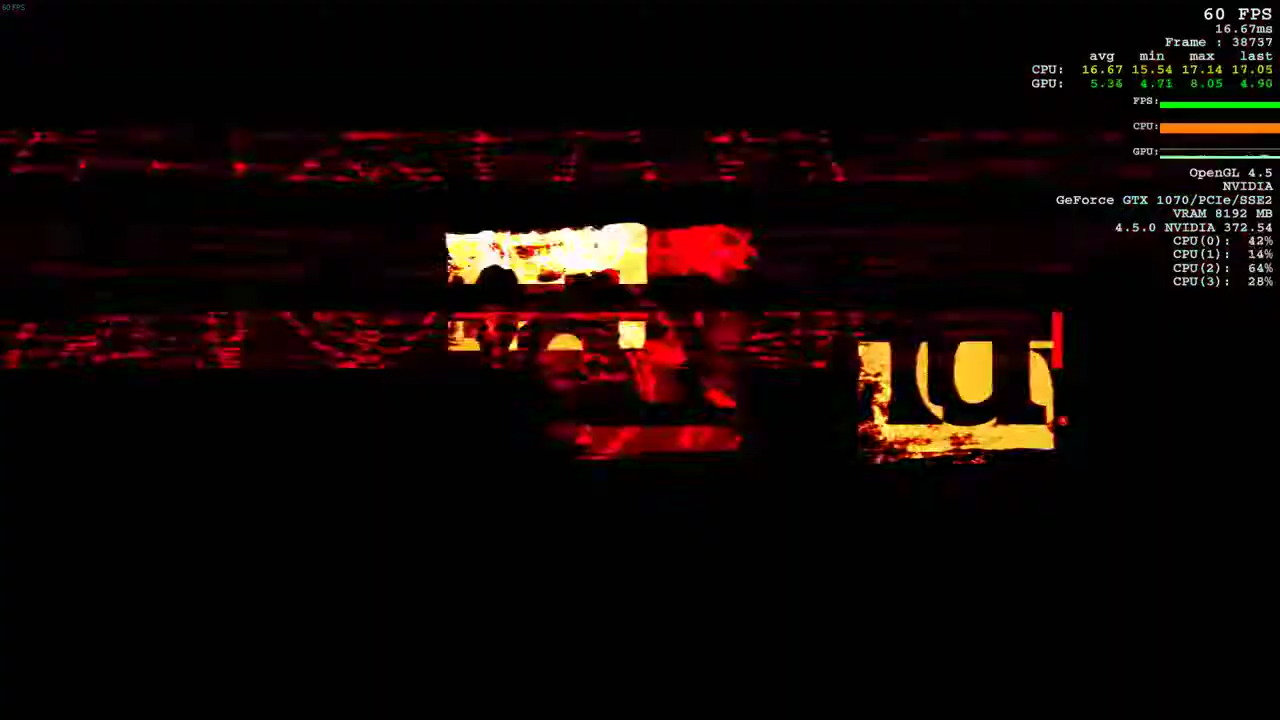 60 FPS
60 FPS
16.67ms
Frame : 38737
avg min max last
CPU: 16.67 15.54 17.14 17.05
GPU: 5.34 4.71 8.05 4.90
FPS:
CPU:
GPU:
OpenGL 4.5
NVIDIA
GeForce GTX 1070/PCIe/SSE2
VRAM 8192 MB
4.5.0 NVIDIA 372.54
CPU(0): 42%
CPU(1): 14%
CPU(2): 64%
CPU(3): 28%